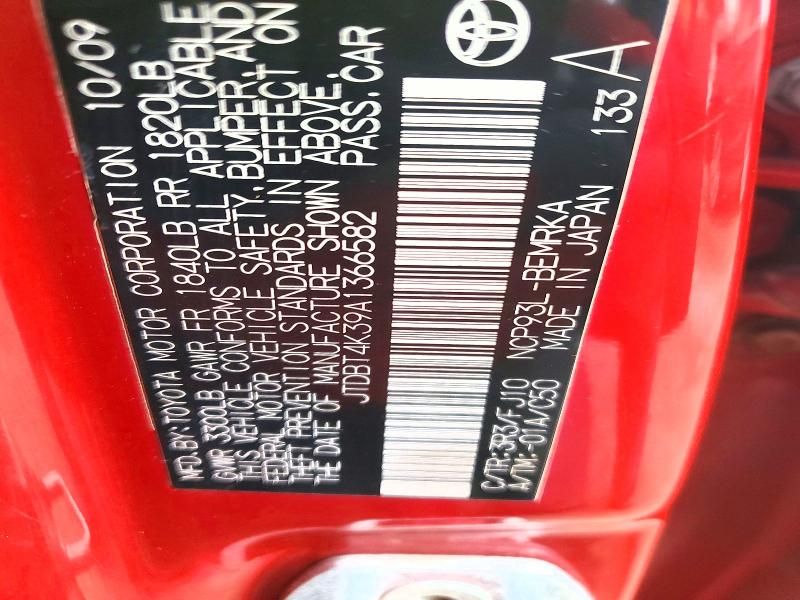 MFD. BY: TOYOTA MOTOR CORPORATION 10/09
GVWR 3300LB GAWR FR 1840LB RR 1820LB
THIS VEHICLE CONFORMS TO ALL APPLICABLE
FEDERAL MOTOR VEHICLE SAFETY, BUMPER, AND
THEFT PREVENTION STANDARDS IN EFFECT ON
THE DATE OF MANUFACTURE SHOWN ABOVE.
JTDBT4K39A1366582 PASS. CAR
C/TR: 3R3/FJ10 NCP93L-BEMRKA
A/TM: -01A/C50 MADE IN JAPAN 133 A